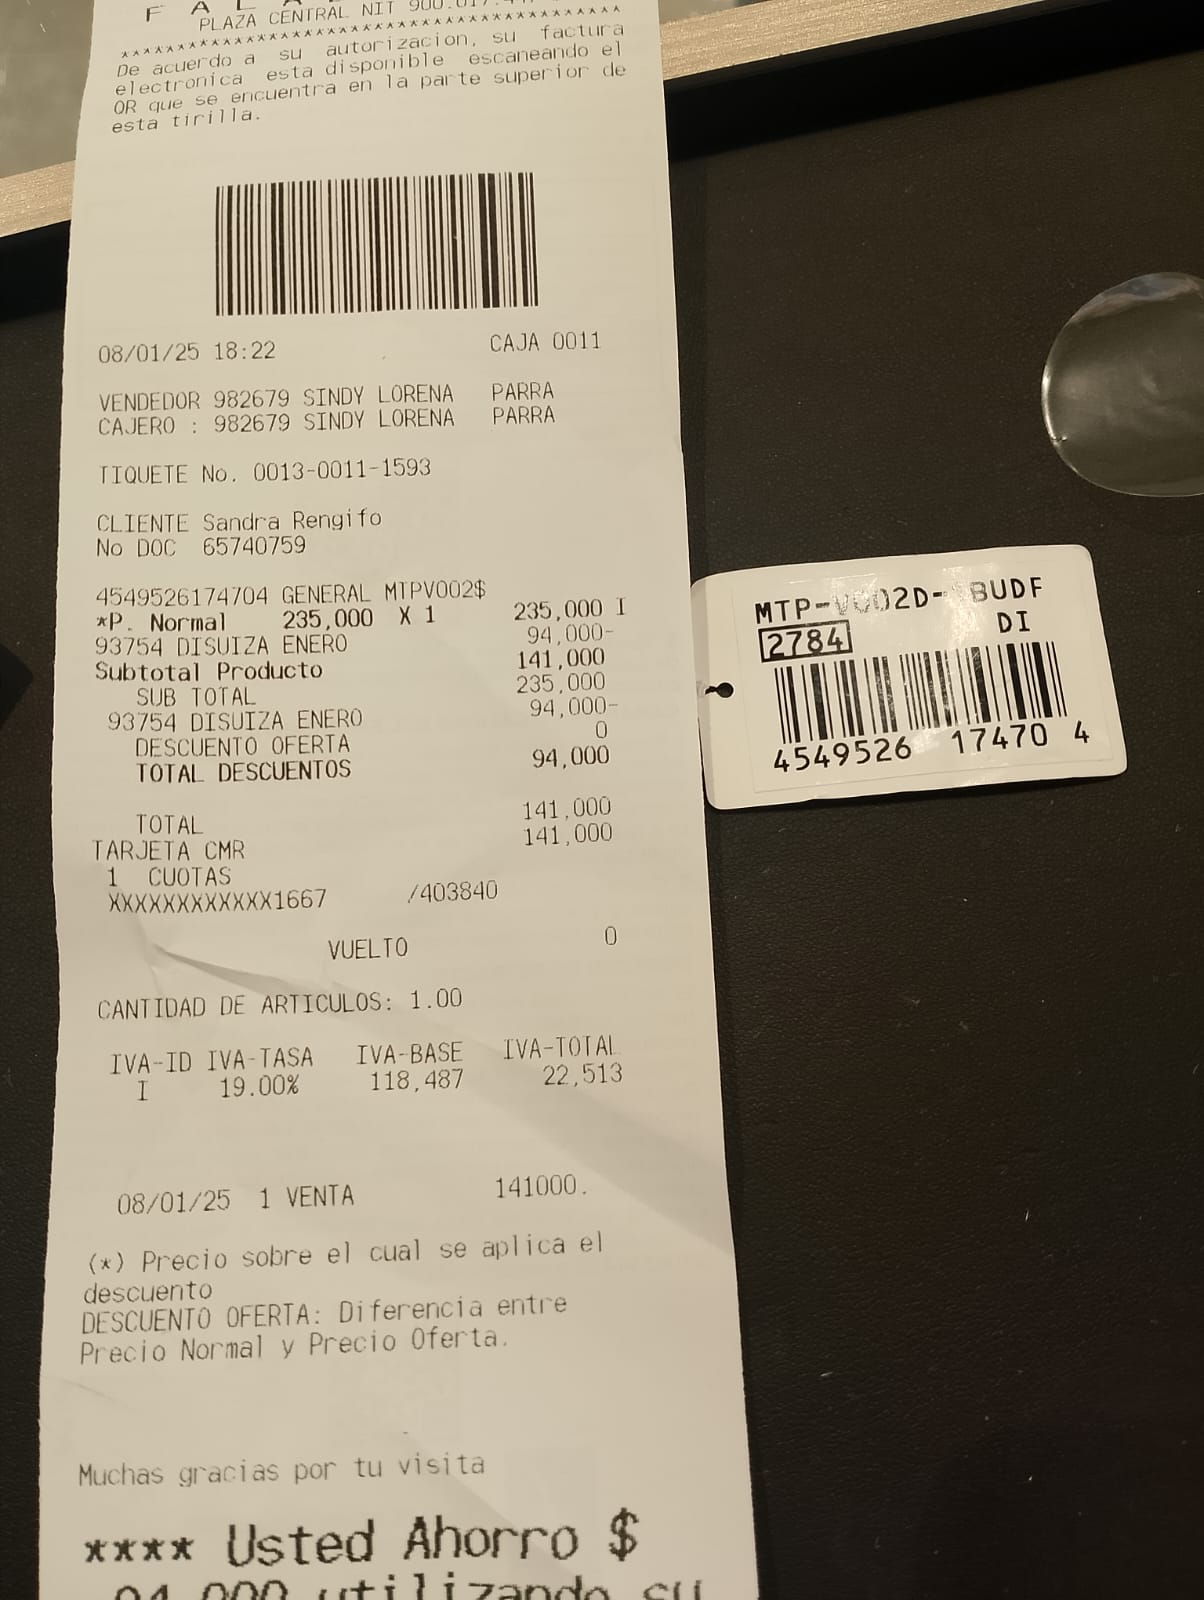 F A L
PLAZA CENTRAL NIT 900.017.
****************************************
De acuerdo a su autorizacion, su factura
electronica esta disponible escaneando el
QR que se encuentra en la parte superior de
esta tirilla.
08/01/25 18:22 CAJA 0011
VENDEDOR 982679 SINDY LORENA PARRA
CAJERO : 982679 SINDY LORENA PARRA
TIQUETE No. 0013-0011-1593
CLIENTE Sandra Rengifo
No DOC 65740759
4549526174704 GENERAL MTPV002$
*P. Normal 235,000 X 1 235,000 I
93754 DISUIZA ENERO 94,000-
Subtotal Producto 141,000
SUB TOTAL 235,000
93754 DISUIZA ENERO 94,000-
DESCUENTO OFERTA 0
TOTAL DESCUENTOS 94,000
TOTAL 141,000
TARJETA CMR 141,000
1 CUOTAS
XXXXXXXXXXXX1667 /403840
VUELTO 0
CANTIDAD DE ARTICULOS: 1.00
IVA-ID IVA-TASA IVA-BASE IVA-TOTAL
I 19.00% 118,487 22,513
08/01/25 1 VENTA 141000.
(*) Precio sobre el cual se aplica el
descuento
DESCUENTO OFERTA: Diferencia entre
Precio Normal y Precio Oferta.
Muchas gracias por tu visita
**** Usted Ahorro $
94,000 utilizando su
MTP-V002D- BUDF
DI
2784
4549526 17470 4